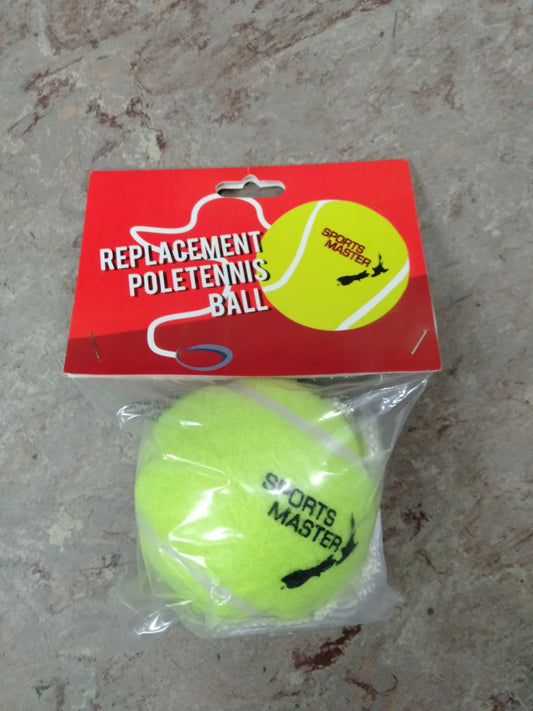 REPLACEMENT
POLETENNIS
BALL
SPORTS
MASTER
SPORTS
MASTER